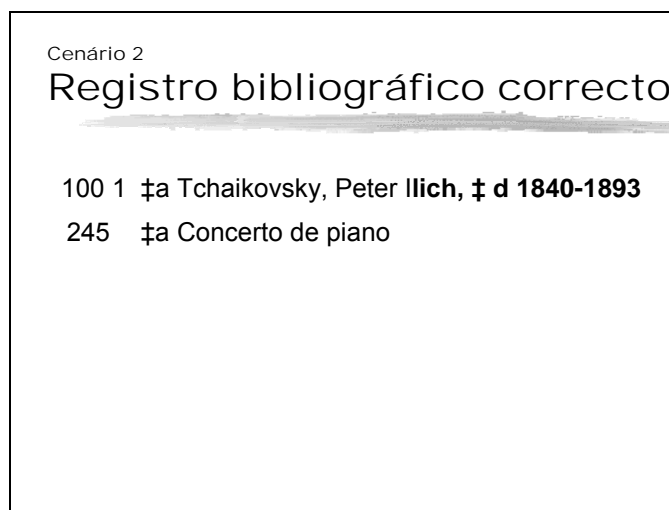 Cenário 2
Registro bibliográfico correcto
100 1 ‡a Tchaikovsky, Peter Ilich, ‡ d 1840-1893
245 ‡a Concerto de piano